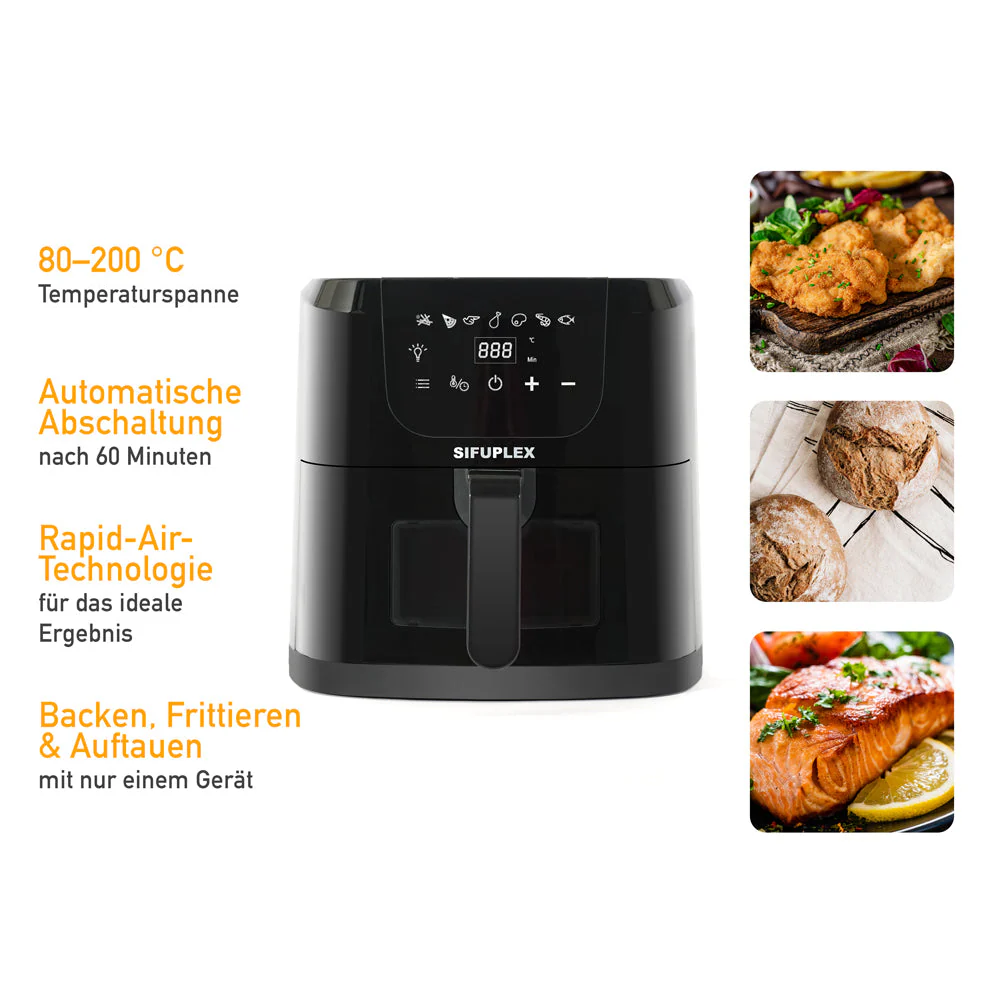 80–200 °C
Temperaturspanne
Automatische
Abschaltung
nach 60 Minuten
Rapid-Air-
Technologie
für das ideale
Ergebnis
Backen, Frittieren
& Auftauen
mit nur einem Gerät
°C
888
Min
SIFUPLEX